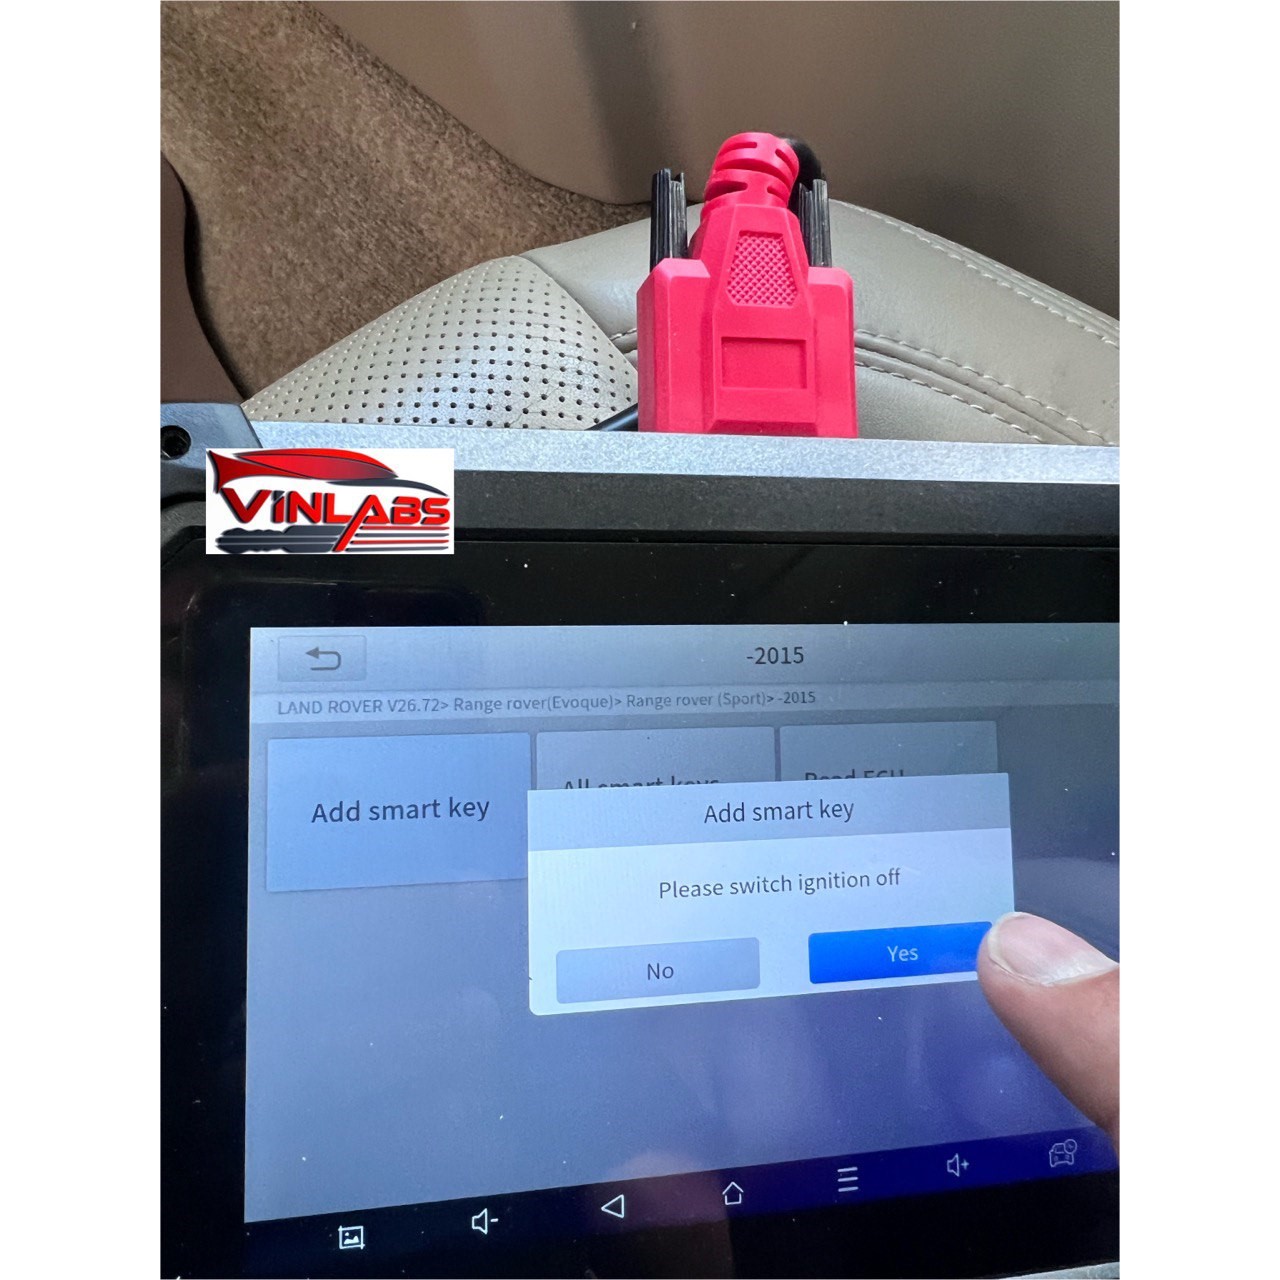 VINLABS
-2015
LAND ROVER V26.72> Range rover(Evoque)> Range rover (Sport)> -2015
Add smart key
All smart keys
Read ECU
Add smart key
Please switch ignition off
No
Yes